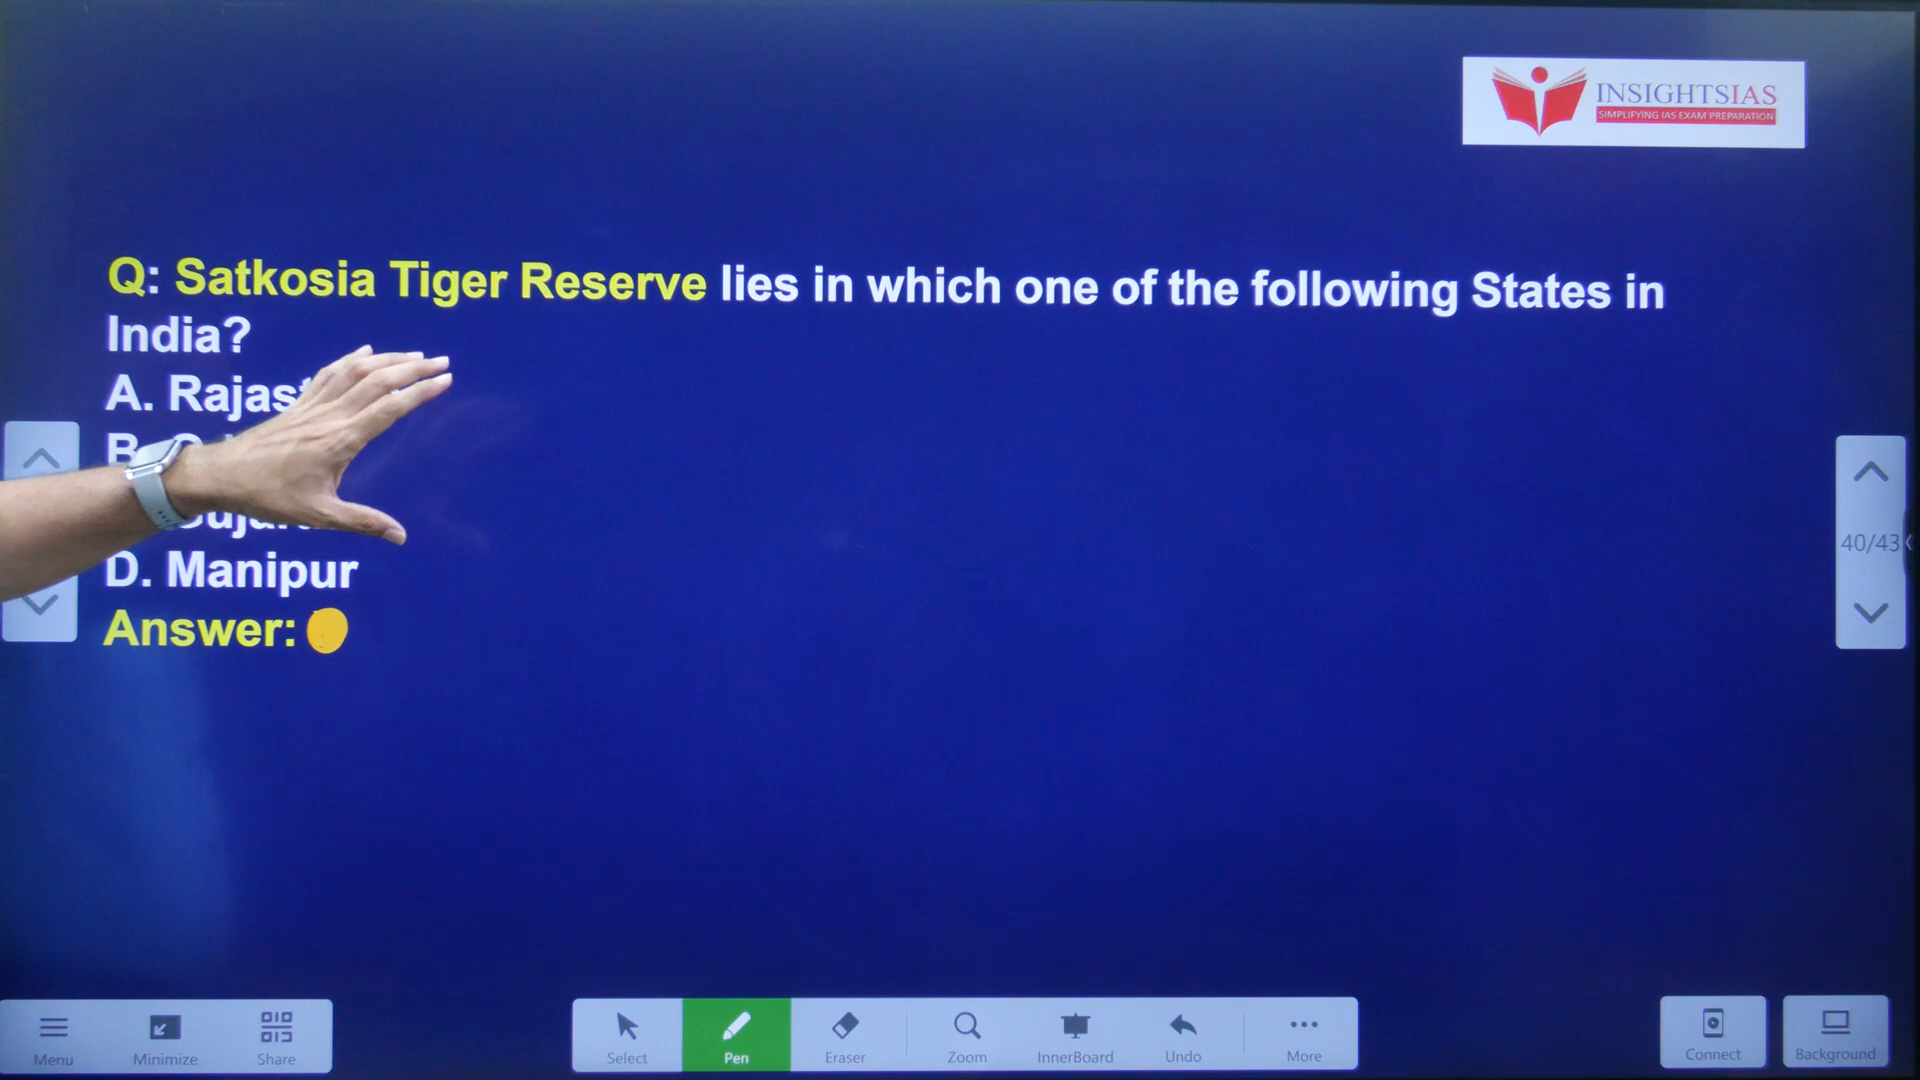 INSIGHTSIAS
SIMPLIFYING IAS EXAM PREPARATION
Q: Satkosia Tiger Reserve lies in which one of the following States in
India?
A.
B.
D. Manipur
Answer:
40/43
Menu
Minimize
Share
Select
Pen
Eraser
Zoom
InnerBoard
Undo
More
Connect
Background